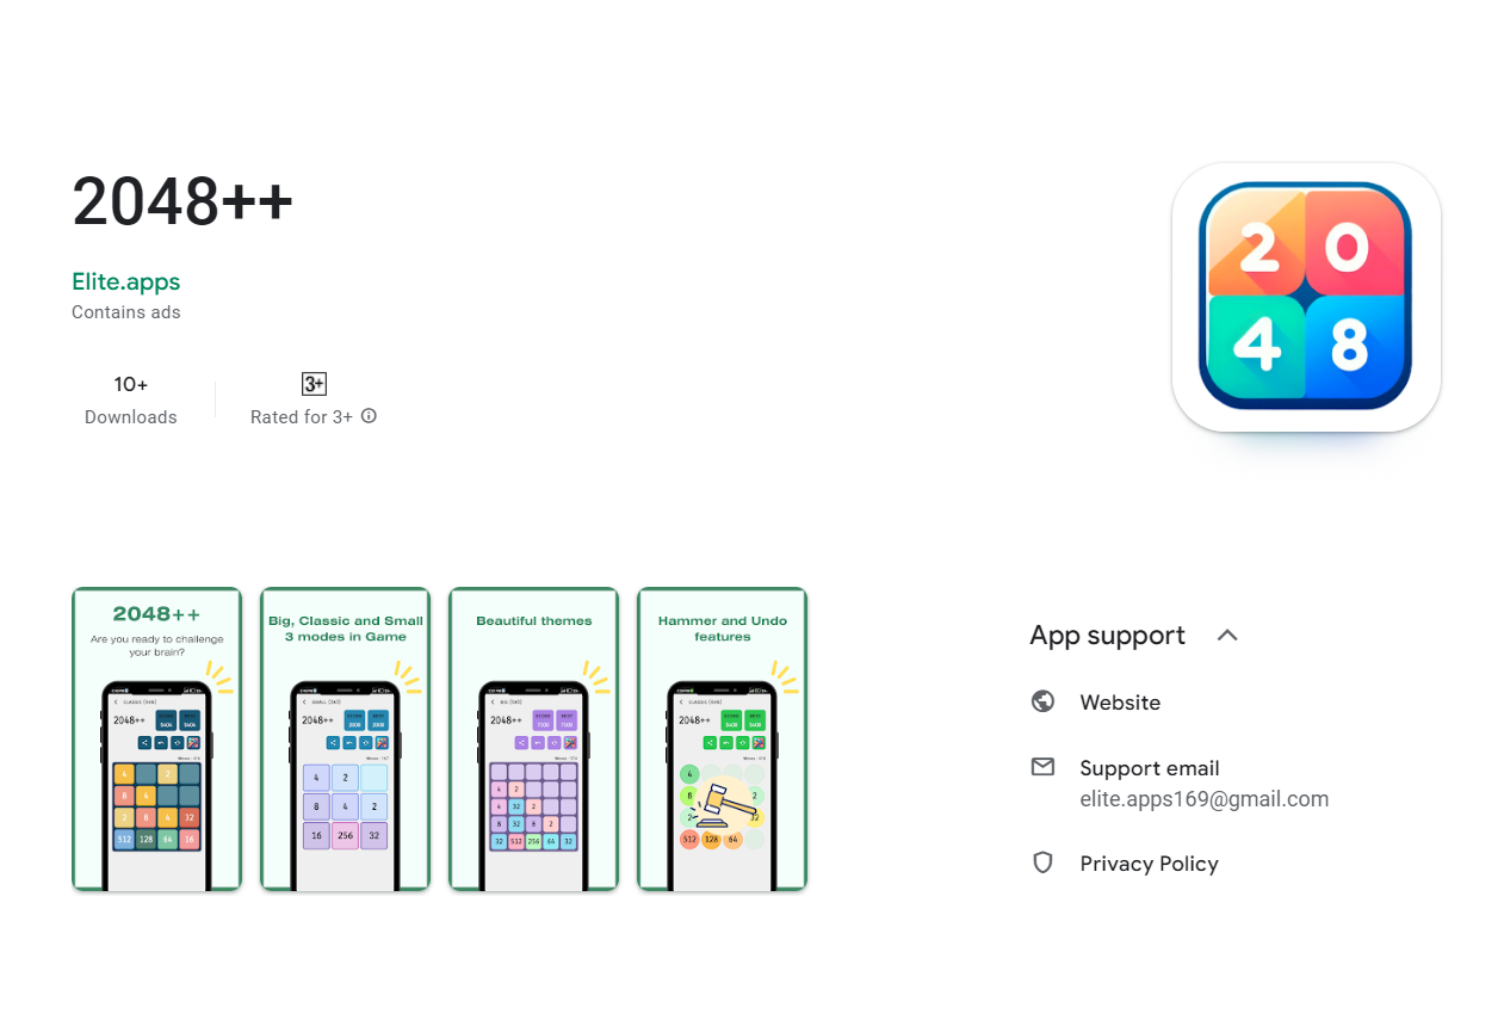 2048++
Elite.apps
Contains ads
10+
Downloads
3+
Rated for 3+
2 0
4 8
2048++
Are you ready to challenge
your brain?
2048++
4 2
8 4
2 8 4 32
512 128 64 16
Big, Classic and Small
3 modes in Game
2048++
4 2
8 4 2
16 256 32
Beautiful themes
2048++
4 2
4 32 2
8 32 8 2
32 512 256 64 32
Hammer and Undo
features
2048++
4
8 2
2 32
512 128 64
App support
Website
Support email
elite.apps169@gmail.com
Privacy Policy